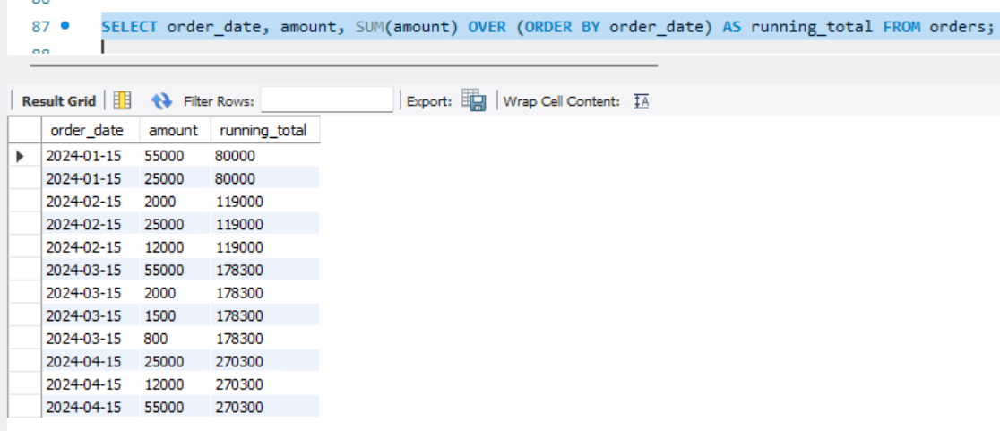 87 SELECT order_date, amount, SUM(amount) OVER (ORDER BY order_date) AS running_total FROM orders;
Result Grid Filter Rows: Export: Wrap Cell Content: IA
order_date amount running_total
2024-01-15 55000 80000
2024-01-15 25000 80000
2024-02-15 2000 119000
2024-02-15 25000 119000
2024-02-15 12000 119000
2024-03-15 55000 178300
2024-03-15 2000 178300
2024-03-15 1500 178300
2024-03-15 800 178300
2024-04-15 25000 270300
2024-04-15 12000 270300
2024-04-15 55000 270300